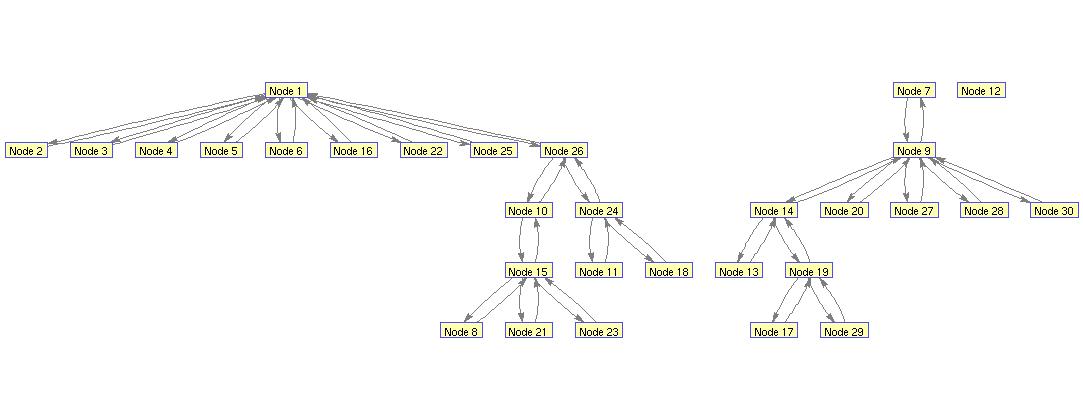 Node 1
Node 7
Node 12
Node 2
Node 3
Node 4
Node 5
Node 6
Node 16
Node 22
Node 25
Node 26
Node 9
Node 10
Node 24
Node 14
Node 20
Node 27
Node 28
Node 30
Node 15
Node 11
Node 18
Node 13
Node 19
Node 8
Node 21
Node 23
Node 17
Node 29